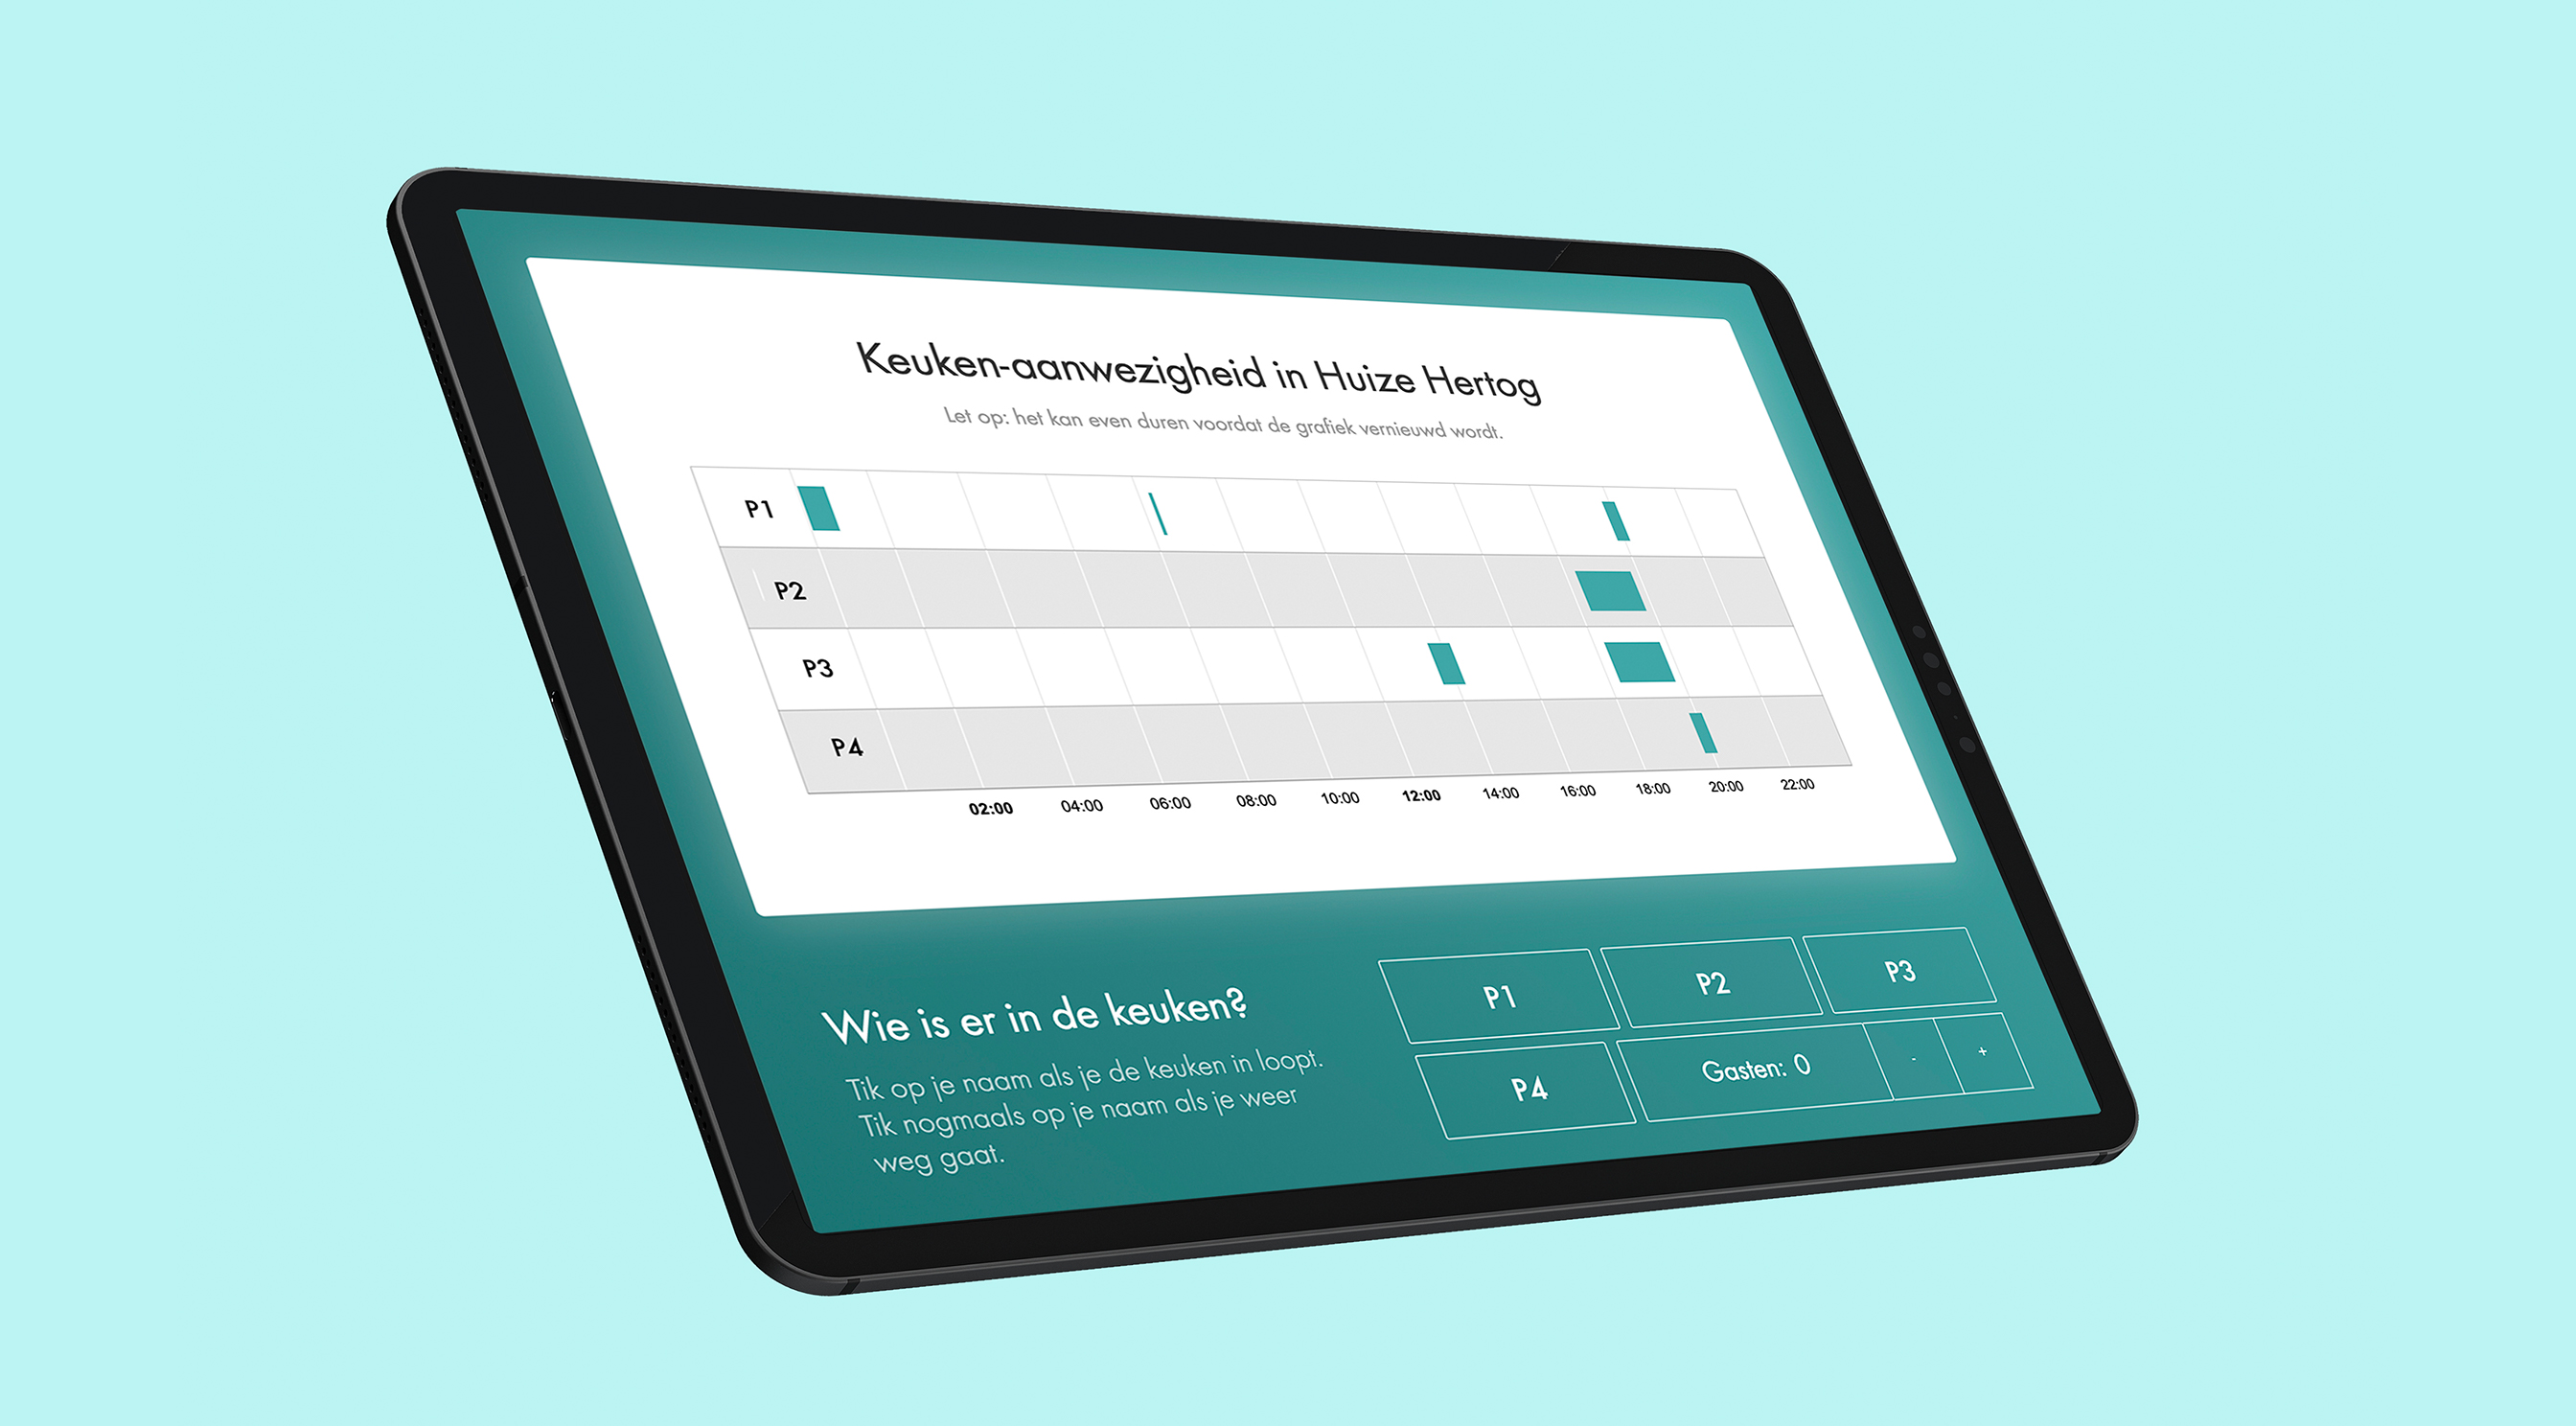 Keuken-aanwezigheid in Huize Hertog
Let op: het kan even duren voordat de grafiek vernieuwd wordt.
P1
P2
P3
P4
02:00 04:00 06:00 08:00 10:00 12:00 14:00 16:00 18:00 20:00 22:00
Wie is er in de keuken?
Tik op je naam als je de keuken in loopt.
Tik nogmaals op je naam als je weer
weg gaat.
P1 P2 P3
P4 Gasten: 0 - +